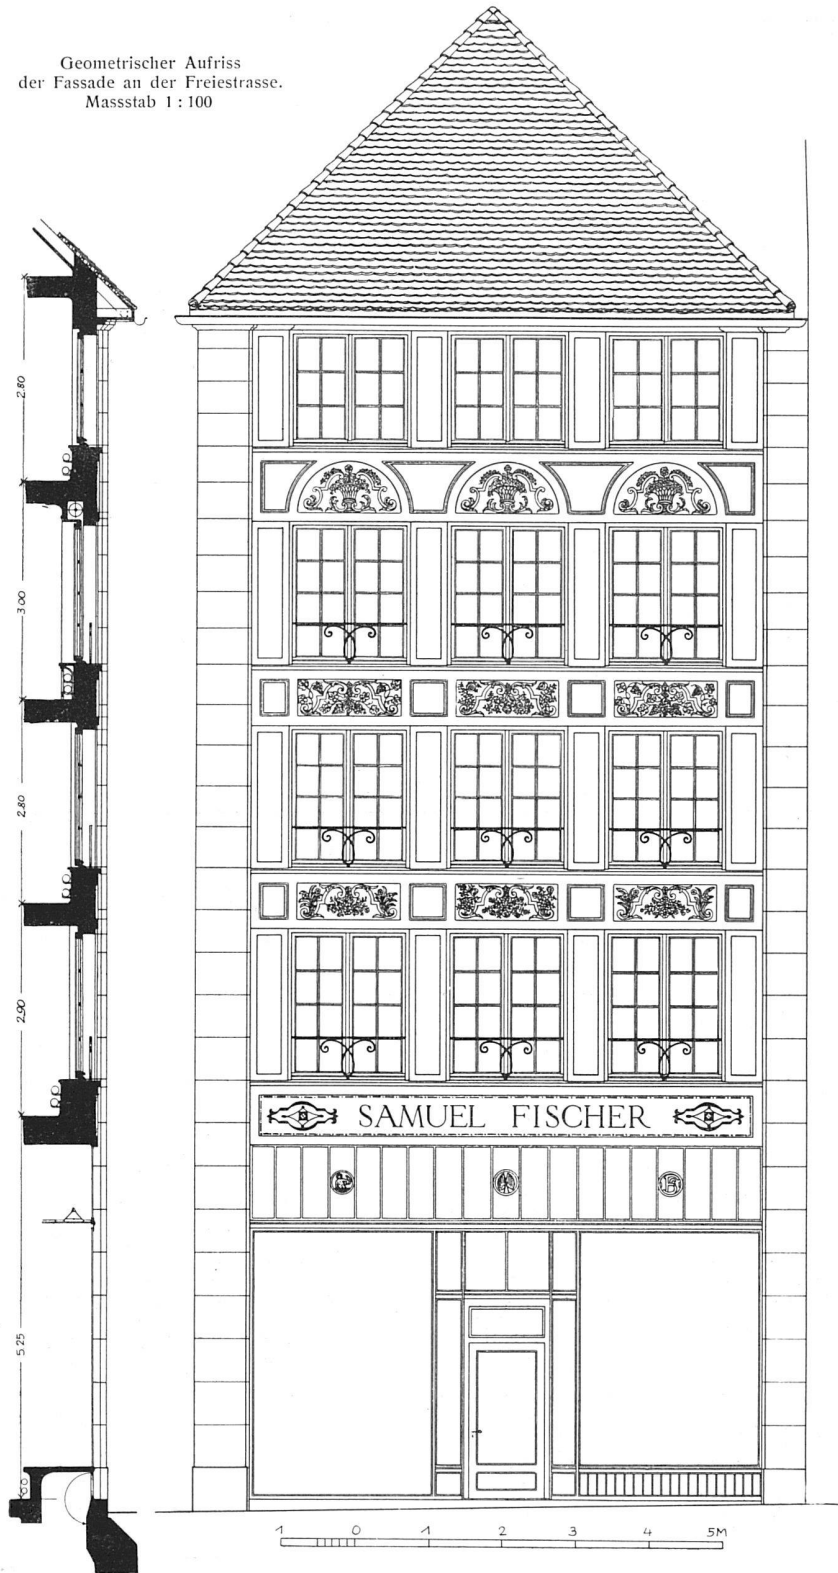 Geometrischer Aufriss
der Fassade an der Freiestrasse.
Massstab 1 : 100
2.80
3.00
2.80
2.90
SAMUEL FISCHER
5.25
1 0 1 2 3 4 5M